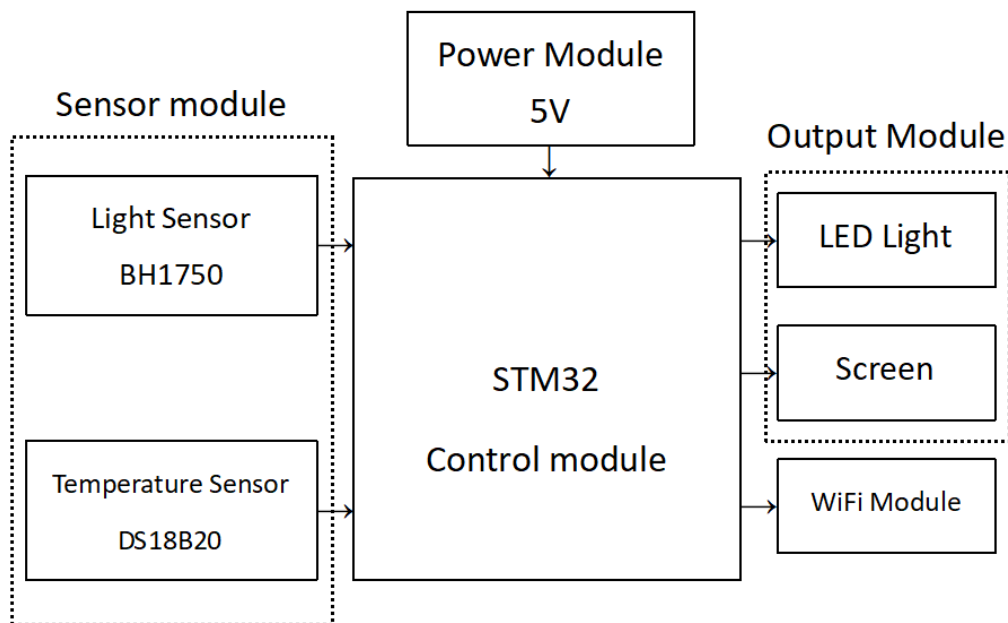 Power Module
5V
Sensor module
Output Module
Light Sensor
BH1750
LED Light
STM32
Control module
Screen
Temperature Sensor
DS18B20
WiFi Module